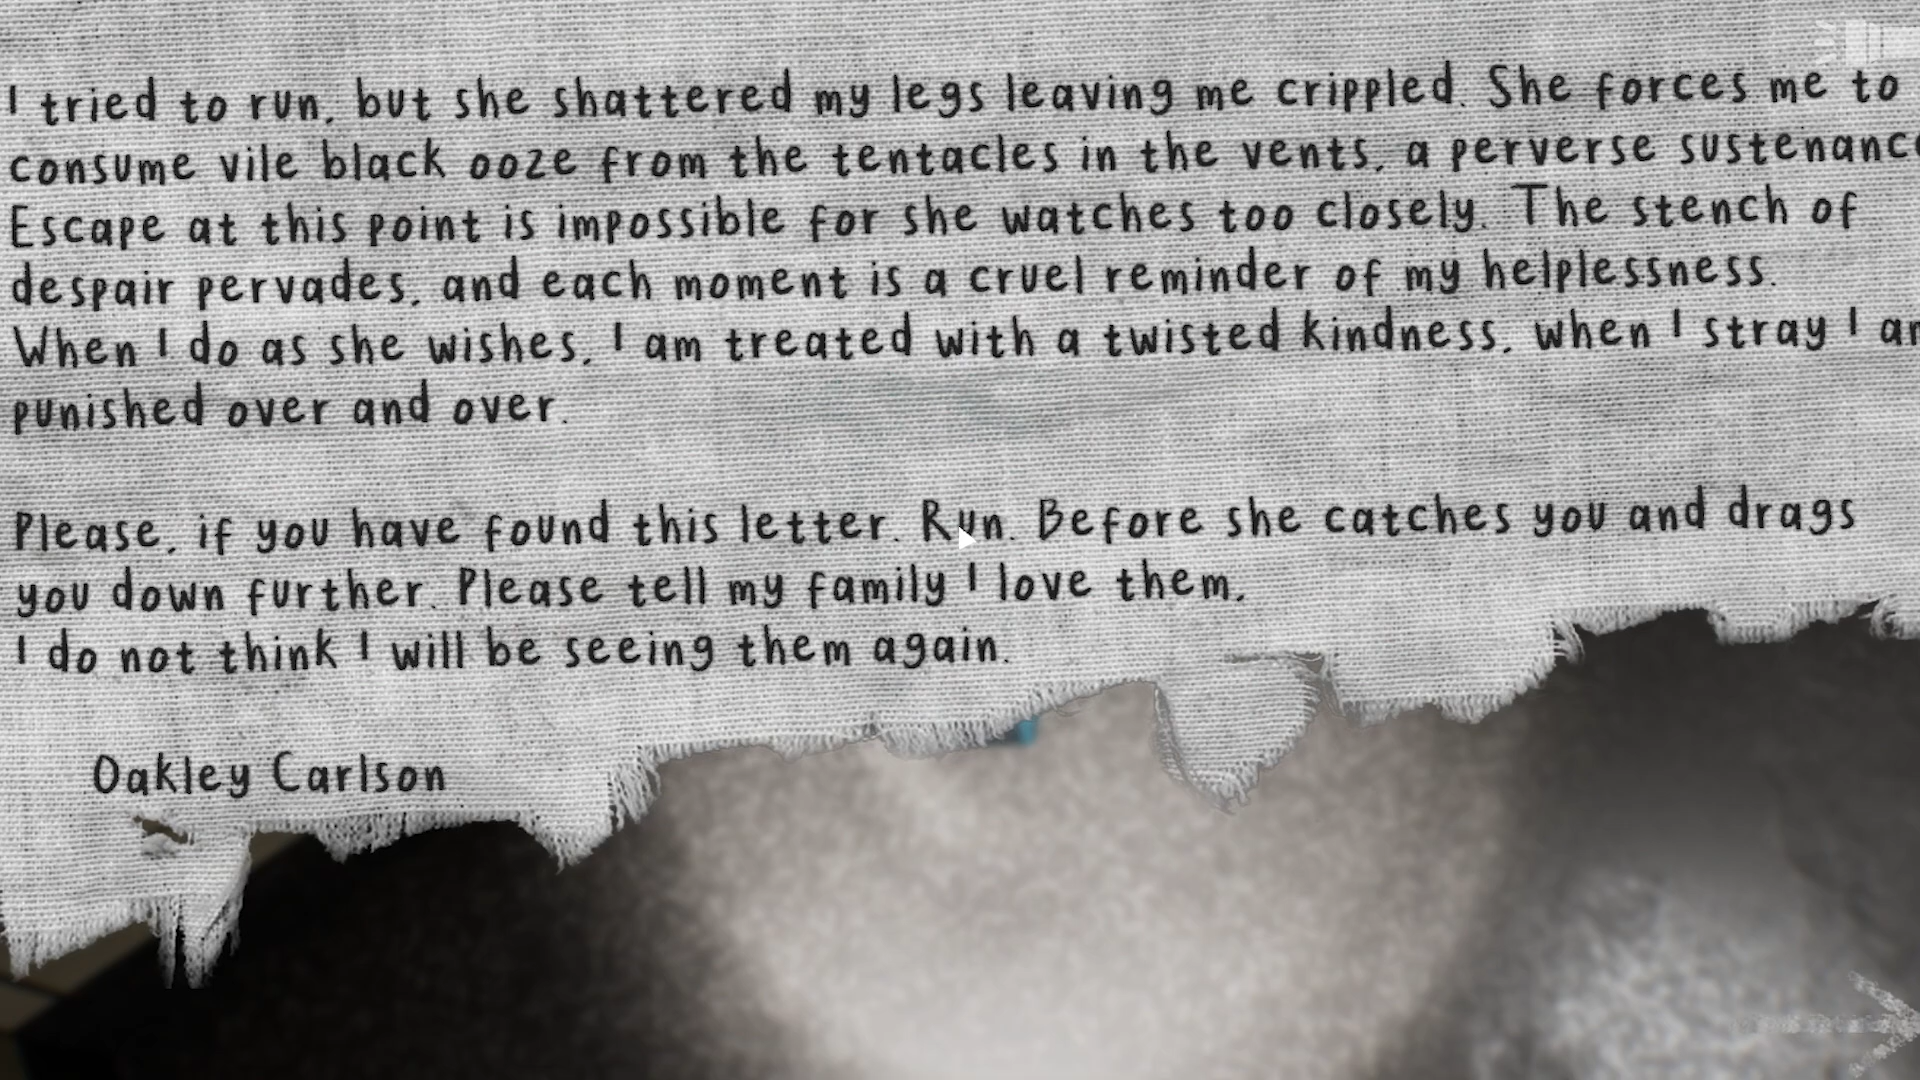 I tried to run, but she shattered my legs leaving me crippled. She forces me to
consume vile black ooze from the tentacles in the vents, a perverse sustenance
Escape at this point is impossible for she watches too closely. The stench of
despair pervades, and each moment is a cruel reminder of my helplessness.
When I do as she wishes, I am treated with a twisted kindness, when I stray I am
punished over and over.
Please, if you have found this letter. Run. Before she catches you and drags
you down further. Please tell my family I love them,
I do not think I will be seeing them again.
Oakley Carlson